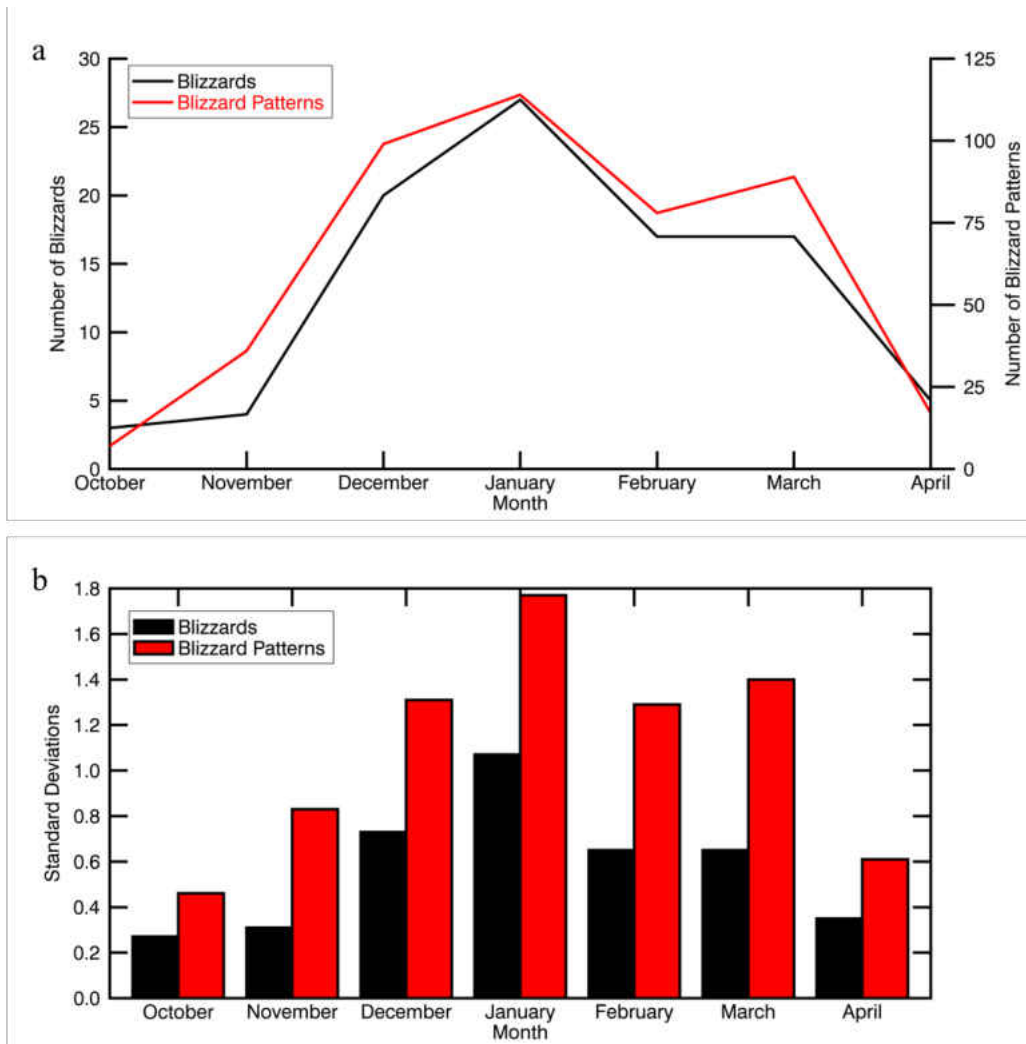 a
Blizzards
Blizzard Patterns
Number of Blizzards
30
25
20
15
10
5
0
125
100
75
50
25
0
Number of Blizzard Patterns
October November December January February March April
Month
b
Blizzards
Blizzard Patterns
Standard Deviations
1.8
1.6
1.4
1.2
1.0
0.8
0.6
0.4
0.2
0.0
October November December January February March April
Month